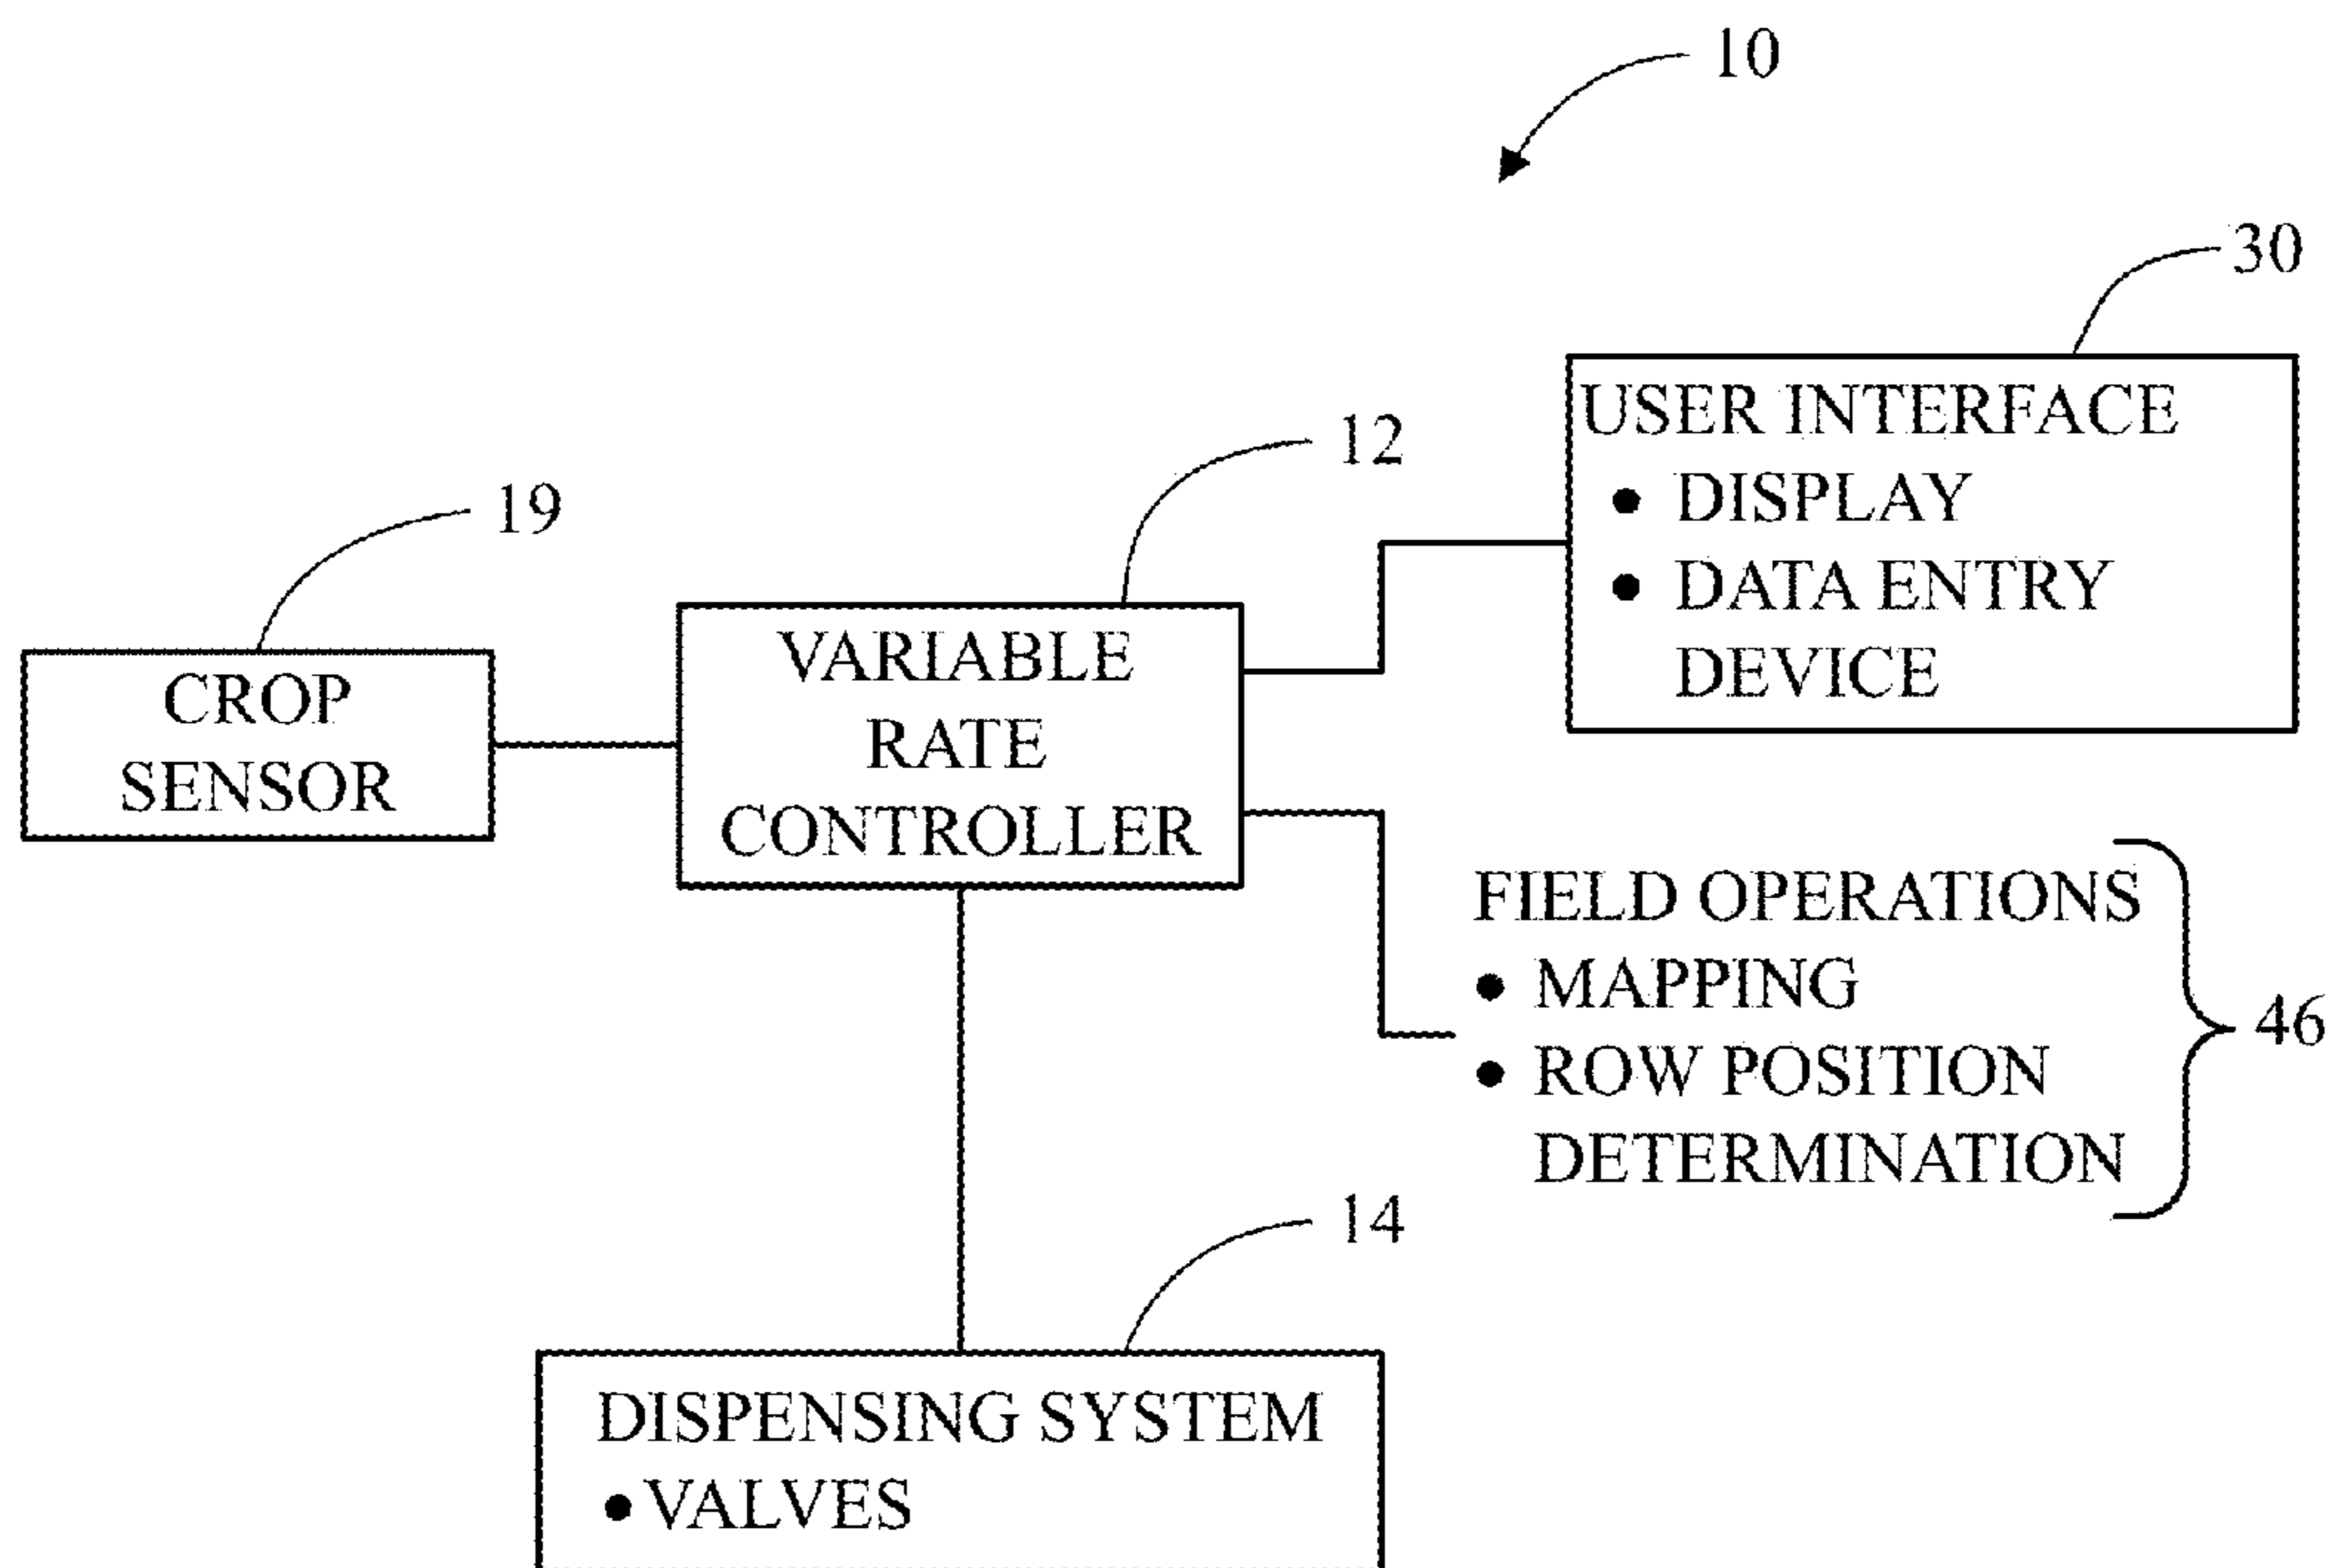 10
30
USER INTERFACE
• DISPLAY
• DATA ENTRY
DEVICE
12
VARIABLE
RATE
CONTROLLER
19
CROP
SENSOR
FIELD OPERATIONS
• MAPPING
• ROW POSITION
DETERMINATION
46
14
DISPENSING SYSTEM
• VALVES